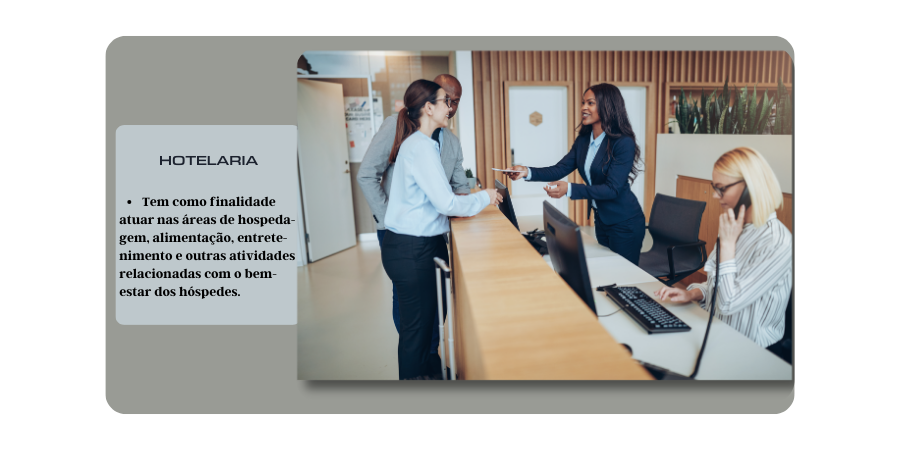 HOTELARIA
• Tem como finalidade
atuar nas áreas de hospeda-
gem, alimentação, entrete-
nimento e outras atividades
relacionadas com o bem-
estar dos hóspedes.